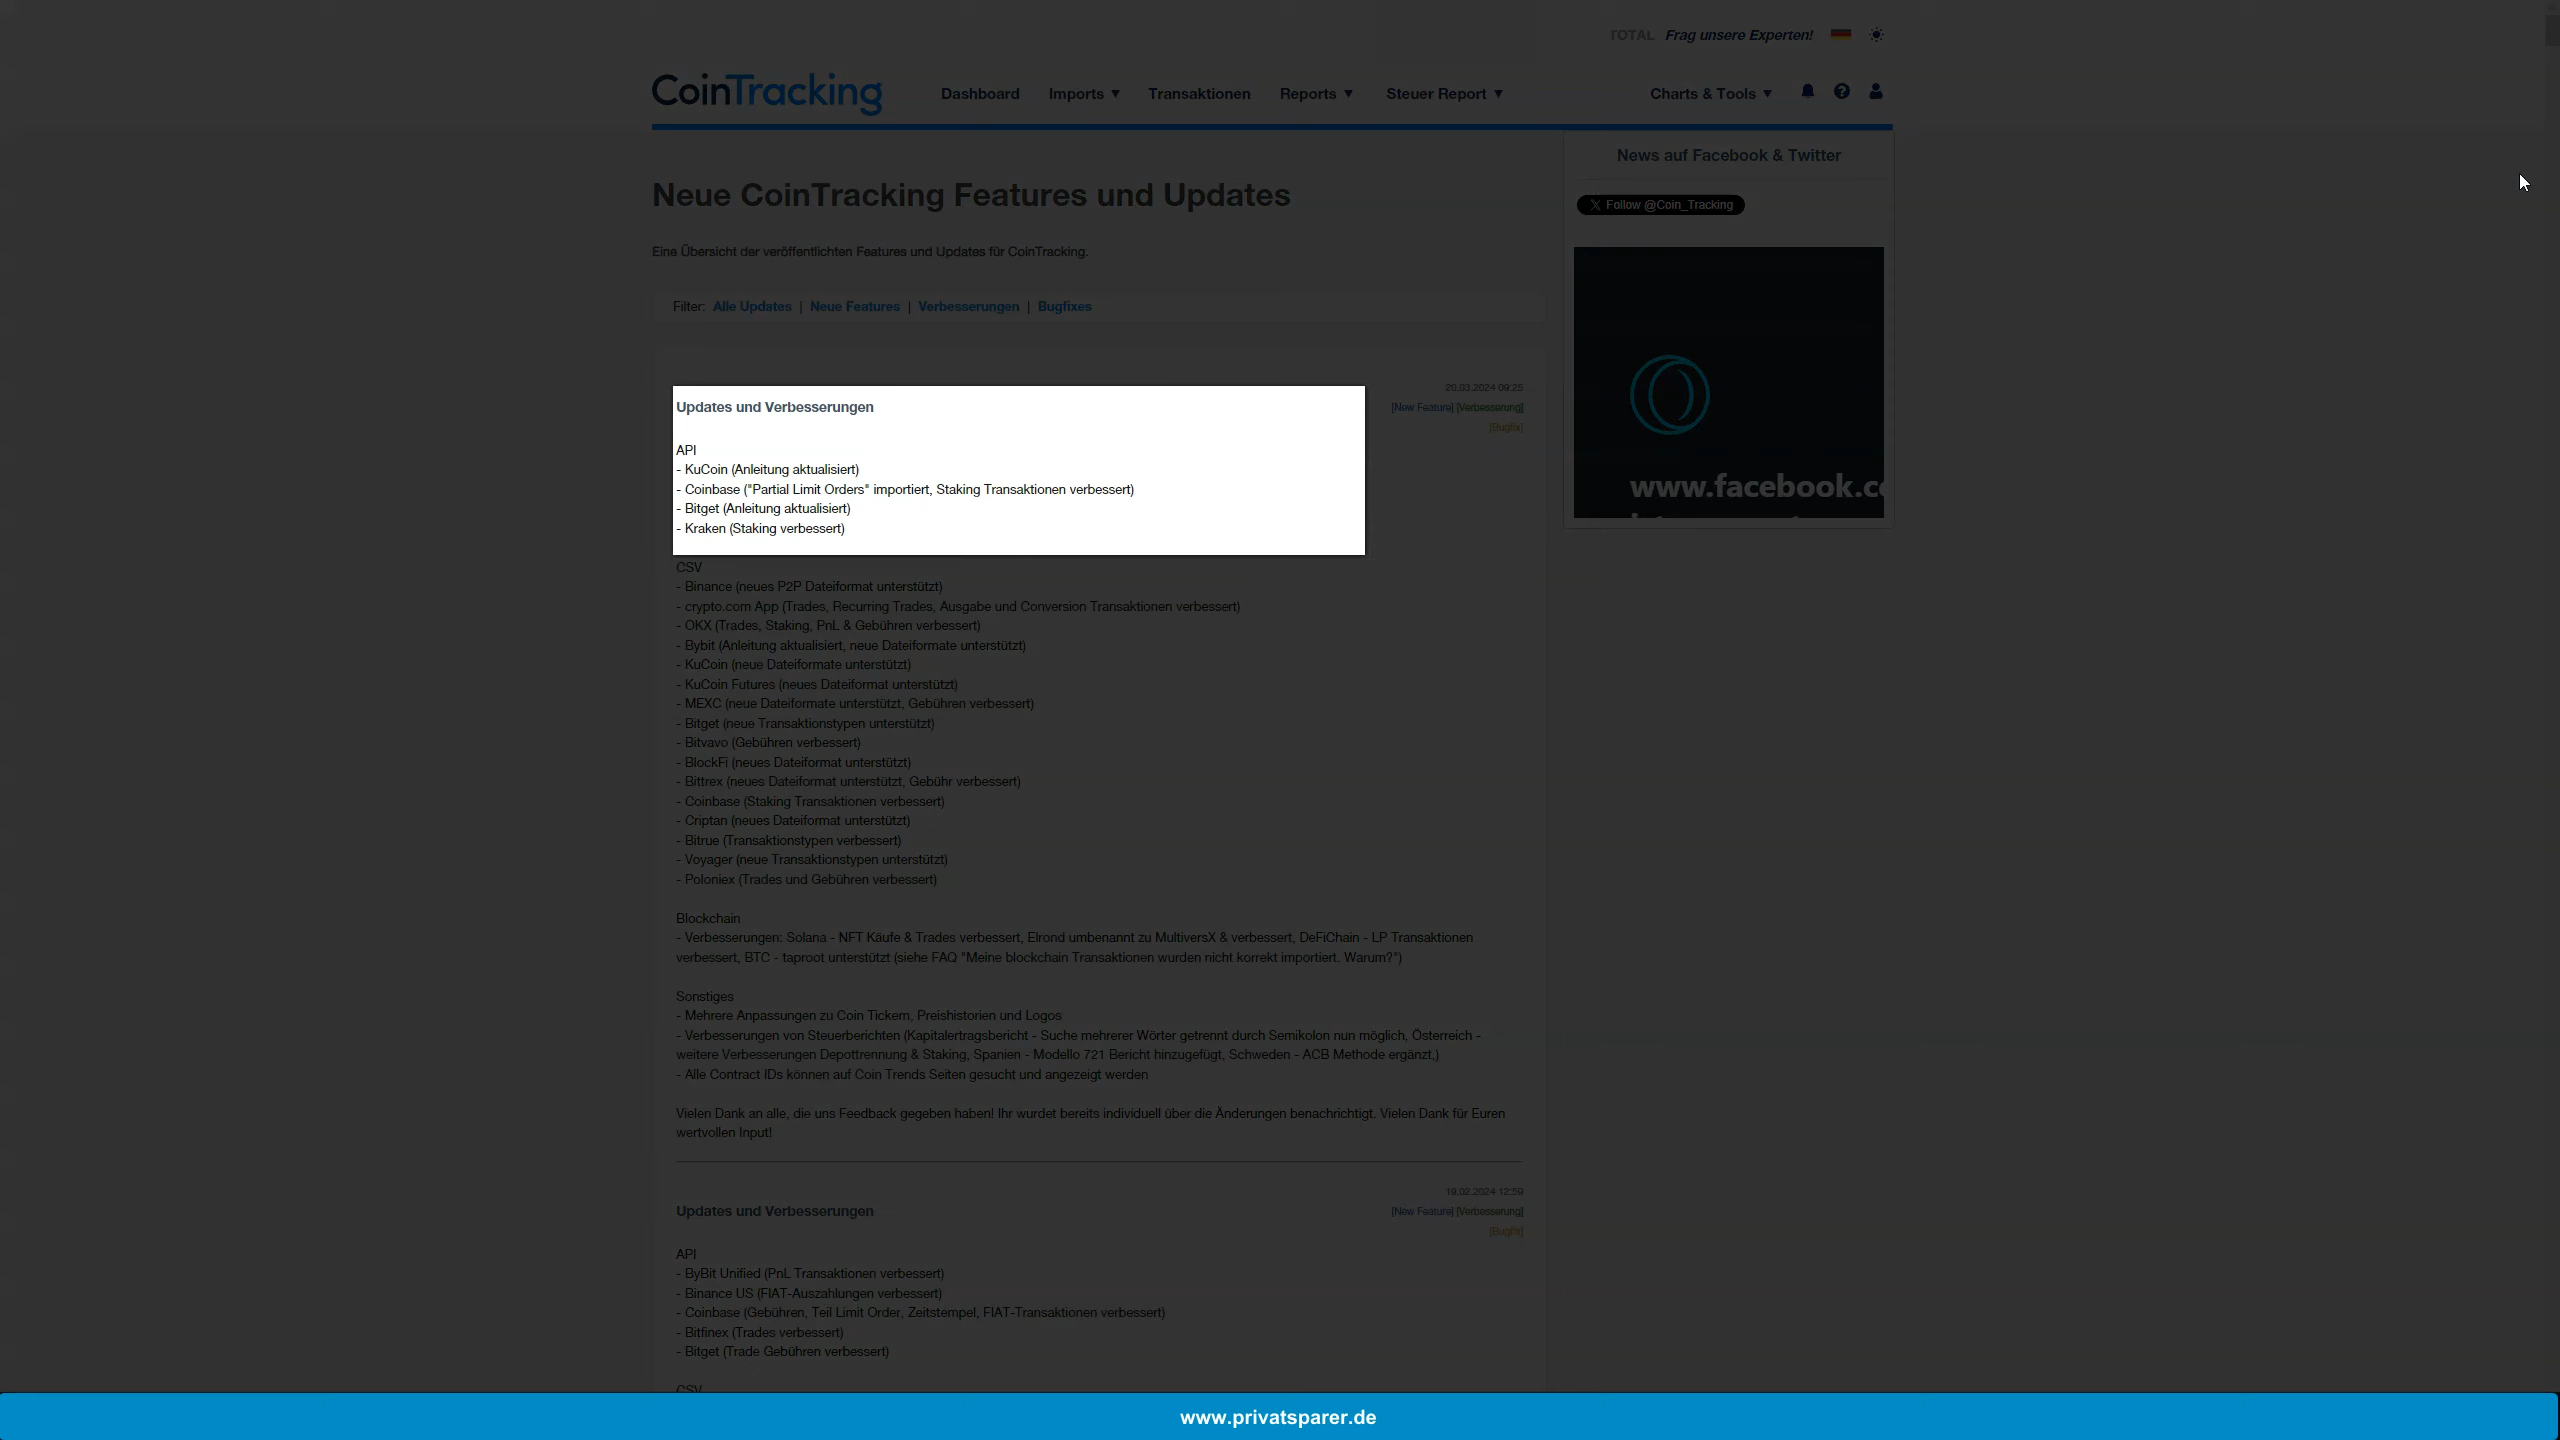 TOTAL Frag unsere Experten!
CoinTracking Dashboard Imports Transaktionen Reports Steuer Report Charts & Tools
Neue CoinTracking Features und Updates
Eine Übersicht der veröffentlichten Features und Updates für CoinTracking.
Filter: Alle Updates | Neue Features | Verbesserungen | Bugfixes
20.03.2024 09:25
Updates und Verbesserungen
[New Feature] [Verbesserung]
[Bugfix]
API
- KuCoin (Anleitung aktualisiert)
- Coinbase ("Partial Limit Orders" importiert, Staking Transaktionen verbessert)
- Bitget (Anleitung aktualisiert)
- Kraken (Staking verbessert)
CSV
- Binance (neues P2P Dateiformat unterstützt)
- crypto.com App (Trades, Recurring Trades, Ausgabe und Conversion Transaktionen verbessert)
- OKX (Trades, Staking, PnL & Gebühren verbessert)
- Bybit (Anleitung aktualisiert, neue Dateiformate unterstützt)
- KuCoin (neue Dateiformate unterstützt)
- KuCoin Futures (neues Dateiformat unterstützt)
- MEXC (neue Dateiformate unterstützt, Gebühren verbessert)
- Bitget (neue Transaktionstypen unterstützt)
- Bitvavo (Gebühren verbessert)
- BlockFi (neues Dateiformat unterstützt)
- Bittrex (neues Dateiformat unterstützt, Gebühr verbessert)
- Coinbase (Staking Transaktionen verbessert)
- Criptan (neues Dateiformat unterstützt)
- Bitrue (Transaktionstypen verbessert)
- Voyager (neue Transaktionstypen unterstützt)
- Poloniex (Trades und Gebühren verbessert)
Blockchain
- Verbesserungen: Solana - NFT Käufe & Trades verbessert, Elrond umbenannt zu MultiversX & verbessert, DeFiChain - LP Transaktionen
verbessert, BTC - taproot unterstützt (siehe FAQ "Meine blockchain Transaktionen wurden nicht korrekt importiert. Warum?")
Sonstiges
- Mehrere Anpassungen zu Coin Tickern, Preishistorien und Logos
- Verbesserungen von Steuerberichten (Kapitalertragsbericht - Suche mehrerer Wörter getrennt durch Semikolon nun möglich, Österreich -
weitere Verbesserungen Depottrennung & Staking, Spanien - Modello 721 Bericht hinzugefügt, Schweden - ACB Methode ergänzt,)
- Alle Contract IDs können auf Coin Trends Seiten gesucht und angezeigt werden
Vielen Dank an alle, die uns Feedback gegeben haben! Ihr wurdet bereits individuell über die Änderungen benachrichtigt. Vielen Dank für Euren
wertvollen Input!
19.02.2024 12:59
Updates und Verbesserungen
[New Feature] [Verbesserung]
[Bugfix]
API
- ByBit Unified (PnL Transaktionen verbessert)
- Binance US (FIAT-Auszahlungen verbessert)
- Coinbase (Gebühren, Teil Limit Order, Zeitstempel, FIAT-Transaktionen verbessert)
- Bitfinex (Trades verbessert)
- Bitget (Trade Gebühren verbessert)
CSV
News auf Facebook & Twitter
Follow @Coin_Tracking
www.facebook.co
www.privatsparer.de